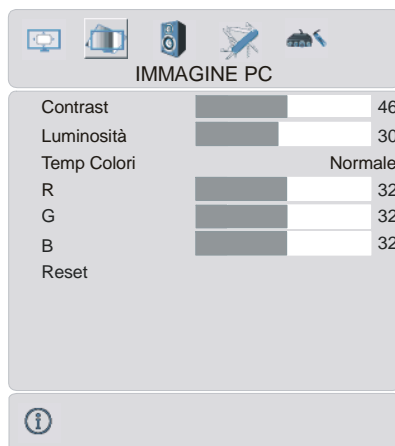 IMMAGINE PC
Contrast 46
Luminosità 30
Temp Colori Normale
R 32
G 32
B 32
Reset